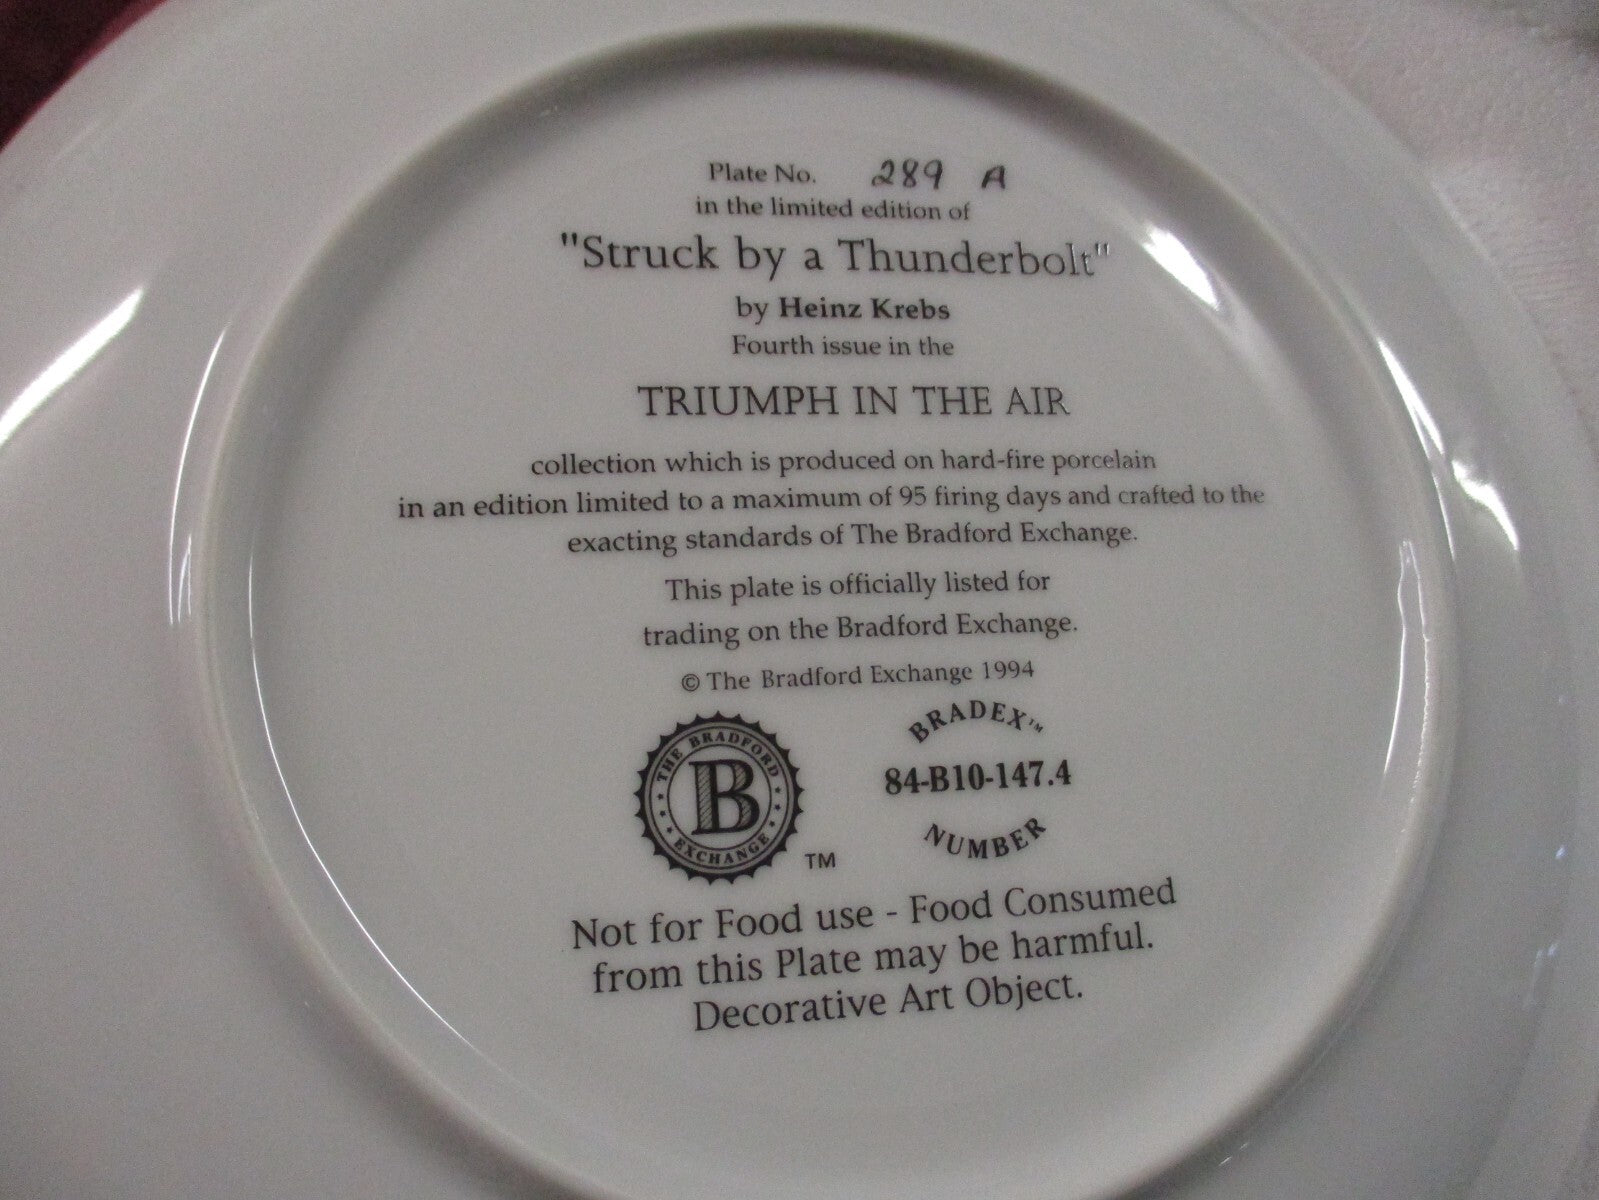 Plate No. 289 A
in the limited edition of
"Struck by a Thunderbolt"
by Heinz Krebs
Fourth issue in the
TRIUMPH IN THE AIR
collection which is produced on hard-fire porcelain
in an edition limited to a maximum of 95 firing days and crafted to the
exacting standards of The Bradford Exchange.
This plate is officially listed for
trading on the Bradford Exchange.
© The Bradford Exchange 1994
THE BRADFORD
B
EXCHANGE
TM
BRADEX™
84-B10-147.4
NUMBER
Not for Food use - Food Consumed
from this Plate may be harmful.
Decorative Art Object.